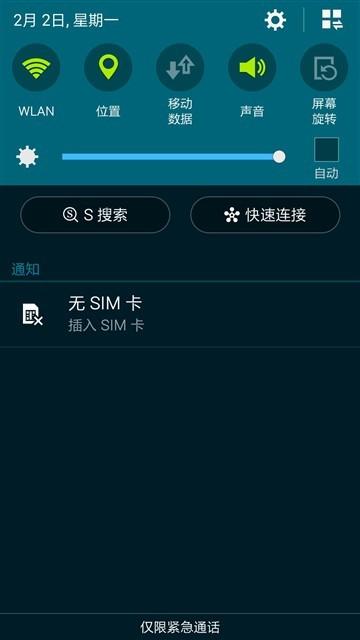 2月 2日, 星期一
WLAN
位置
移动
数据
声音
屏幕
旋转
自动
S 搜索
快速连接
通知
无 SIM 卡
插入 SIM 卡
仅限紧急通话